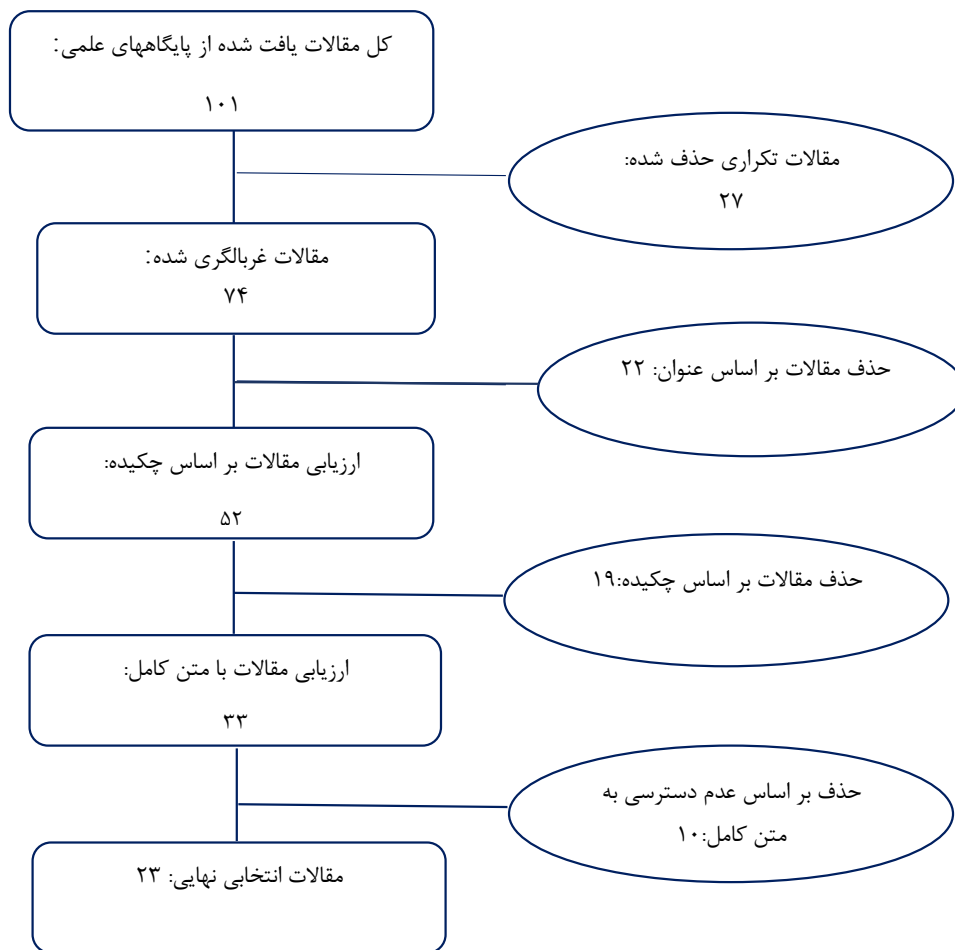 کل مقالات یافت شده از پایگاههای علمی:
۱۰۱
مقالات تکراری حذف شده:
۲۷
مقالات غربالگری شده:
۷۴
حذف مقالات بر اساس عنوان: ۲۲
ارزیابی مقالات بر اساس چکیده:
۵۲
حذف مقالات بر اساس چکیده:۱۹
ارزیابی مقالات با متن کامل:
۳۳
حذف بر اساس عدم دسترسی به
متن کامل:۱۰
مقالات انتخابی نهایی: ۲۳